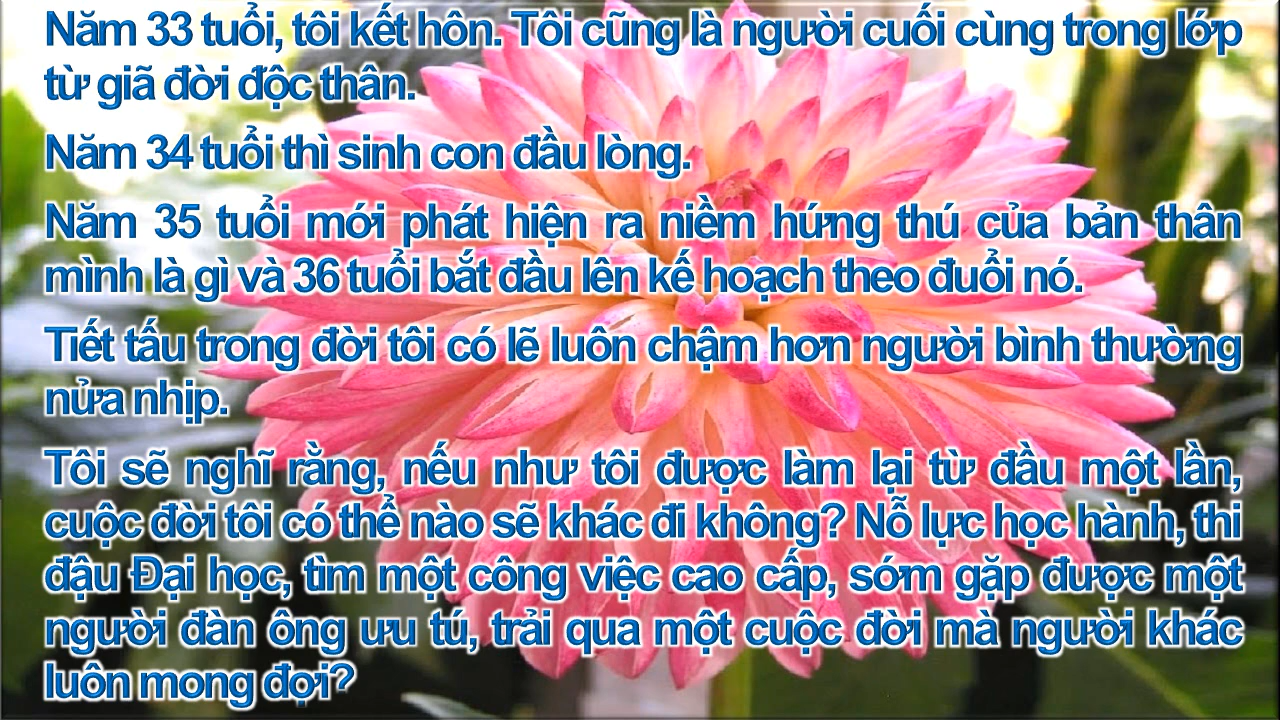 Năm 33 tuổi, tôi kết hôn. Tôi cũng là người cuối cùng trong lớp
từ giã đời độc thân.
Năm 34 tuổi thì sinh con đầu lòng.
Năm 35 tuổi mới phát hiện ra niềm hứng thú của bản thân
mình là gì và 36 tuổi bắt đầu lên kế hoạch theo đuổi nó.
Tiết tấu trong đời tôi có lẽ luôn chậm hơn người bình thường
nửa nhịp.
Tôi sẽ nghĩ rằng, nếu như tôi được làm lại từ đầu một lần,
cuộc đời tôi có thể nào sẽ khác đi không? Nỗ lực học hành, thi
đậu Đại học, tìm một công việc cao cấp, sớm gặp được một
người đàn ông ưu tú, trải qua một cuộc đời mà người khác
luôn mong đợi?